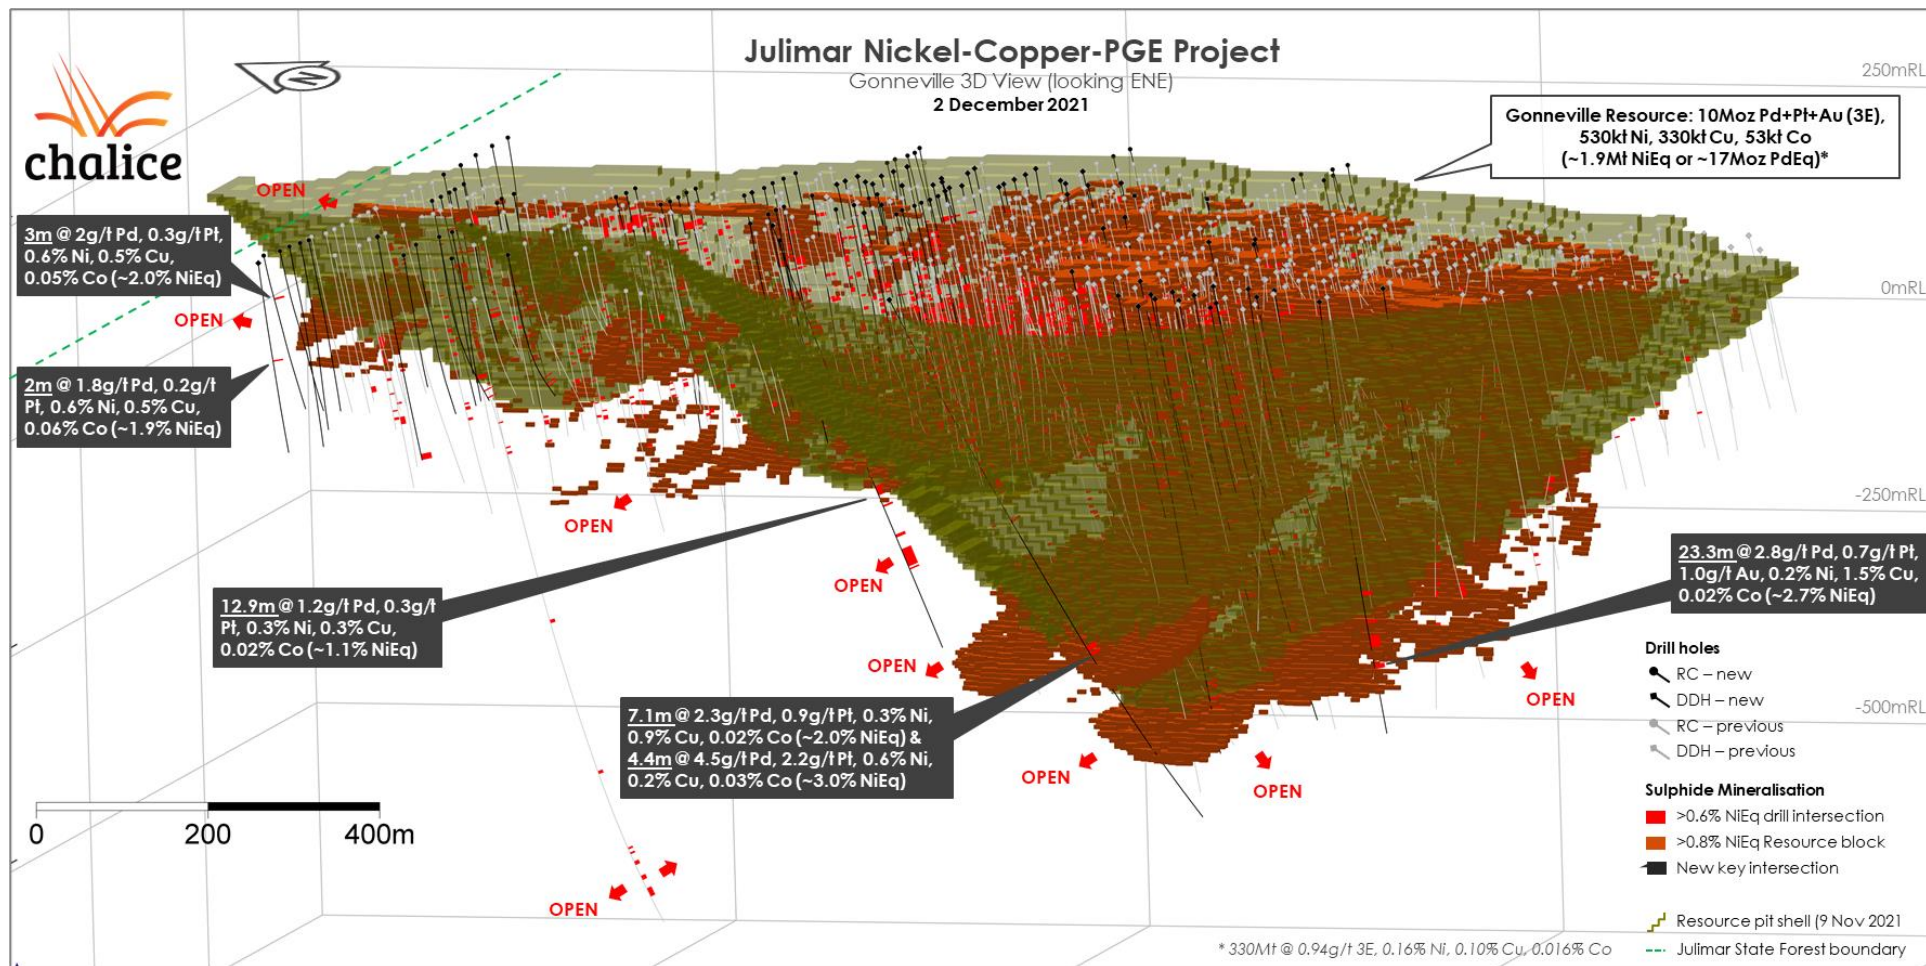 Julimar Nickel-Copper-PGE Project
Gonneville 3D View (looking ENE)
2 December 2021
chalice
N
250mRL
0mRL
-250mRL
-500mRL
Gonneville Resource: 10Moz Pd+Pt+Au (3E),
530kt Ni, 330kt Cu, 53kt Co
(~1.9Mt NiEq or ~17Moz PdEq)*
OPEN
3m @ 2g/t Pd, 0.3g/t Pt,
0.6% Ni, 0.5% Cu,
0.05% Co (~2.0% NiEq)
OPEN
2m @ 1.8g/t Pd, 0.2g/t
Pt, 0.6% Ni, 0.5% Cu,
0.06% Co (~1.9% NiEq)
OPEN
OPEN
12.9m @ 1.2g/t Pd, 0.3g/t
Pt, 0.3% Ni, 0.3% Cu,
0.02% Co (~1.1% NiEq)
OPEN
7.1m @ 2.3g/t Pd, 0.9g/t Pt, 0.3% Ni,
0.9% Cu, 0.02% Co (~2.0% NiEq) &
4.4m @ 4.5g/t Pd, 2.2g/t Pt, 0.6% Ni,
0.2% Cu, 0.03% Co (~3.0% NiEq)
23.3m @ 2.8g/t Pd, 0.7g/t Pt,
1.0g/t Au, 0.2% Ni, 1.5% Cu,
0.02% Co (~2.7% NiEq)
OPEN
OPEN
OPEN
OPEN
0 200 400m
Drill holes
RC – new
DDH – new
RC – previous
DDH – previous
Sulphide Mineralisation
>0.6% NiEq drill intersection
>0.8% NiEq Resource block
New key intersection
Resource pit shell (9 Nov 2021
Julimar State Forest boundary
* 330Mt @ 0.94g/t 3E, 0.16% Ni, 0.10% Cu, 0.016% Co